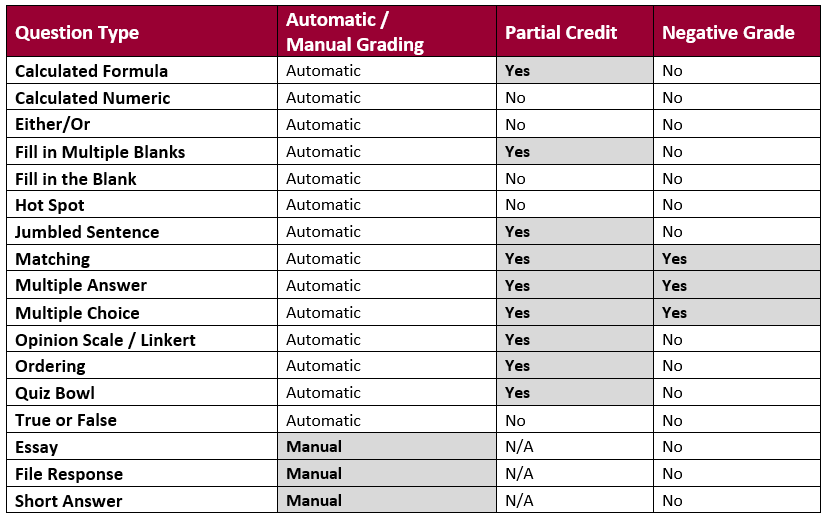 Question Type Automatic / Manual Grading Partial Credit Negative Grade
Calculated Formula Automatic Yes No
Calculated Numeric Automatic No No
Either/Or Automatic No No
Fill in Multiple Blanks Automatic Yes No
Fill in the Blank Automatic No No
Hot Spot Automatic No No
Jumbled Sentence Automatic Yes No
Matching Automatic Yes Yes
Multiple Answer Automatic Yes Yes
Multiple Choice Automatic Yes Yes
Opinion Scale / Linkert Automatic Yes No
Ordering Automatic Yes No
Quiz Bowl Automatic Yes No
True or False Automatic No No
Essay Manual N/A No
File Response Manual N/A No
Short Answer Manual N/A No